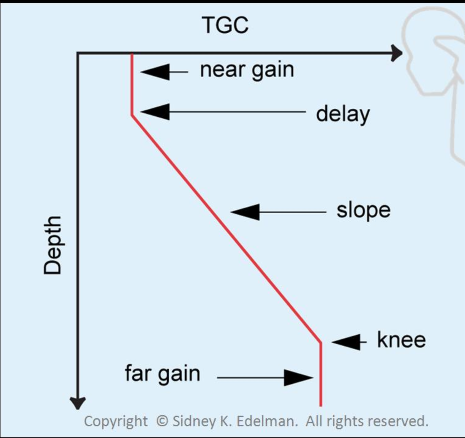 TGC
near gain
delay
slope
Depth
knee
far gain
Copyright © Sidney K. Edelman. All rights reserved.